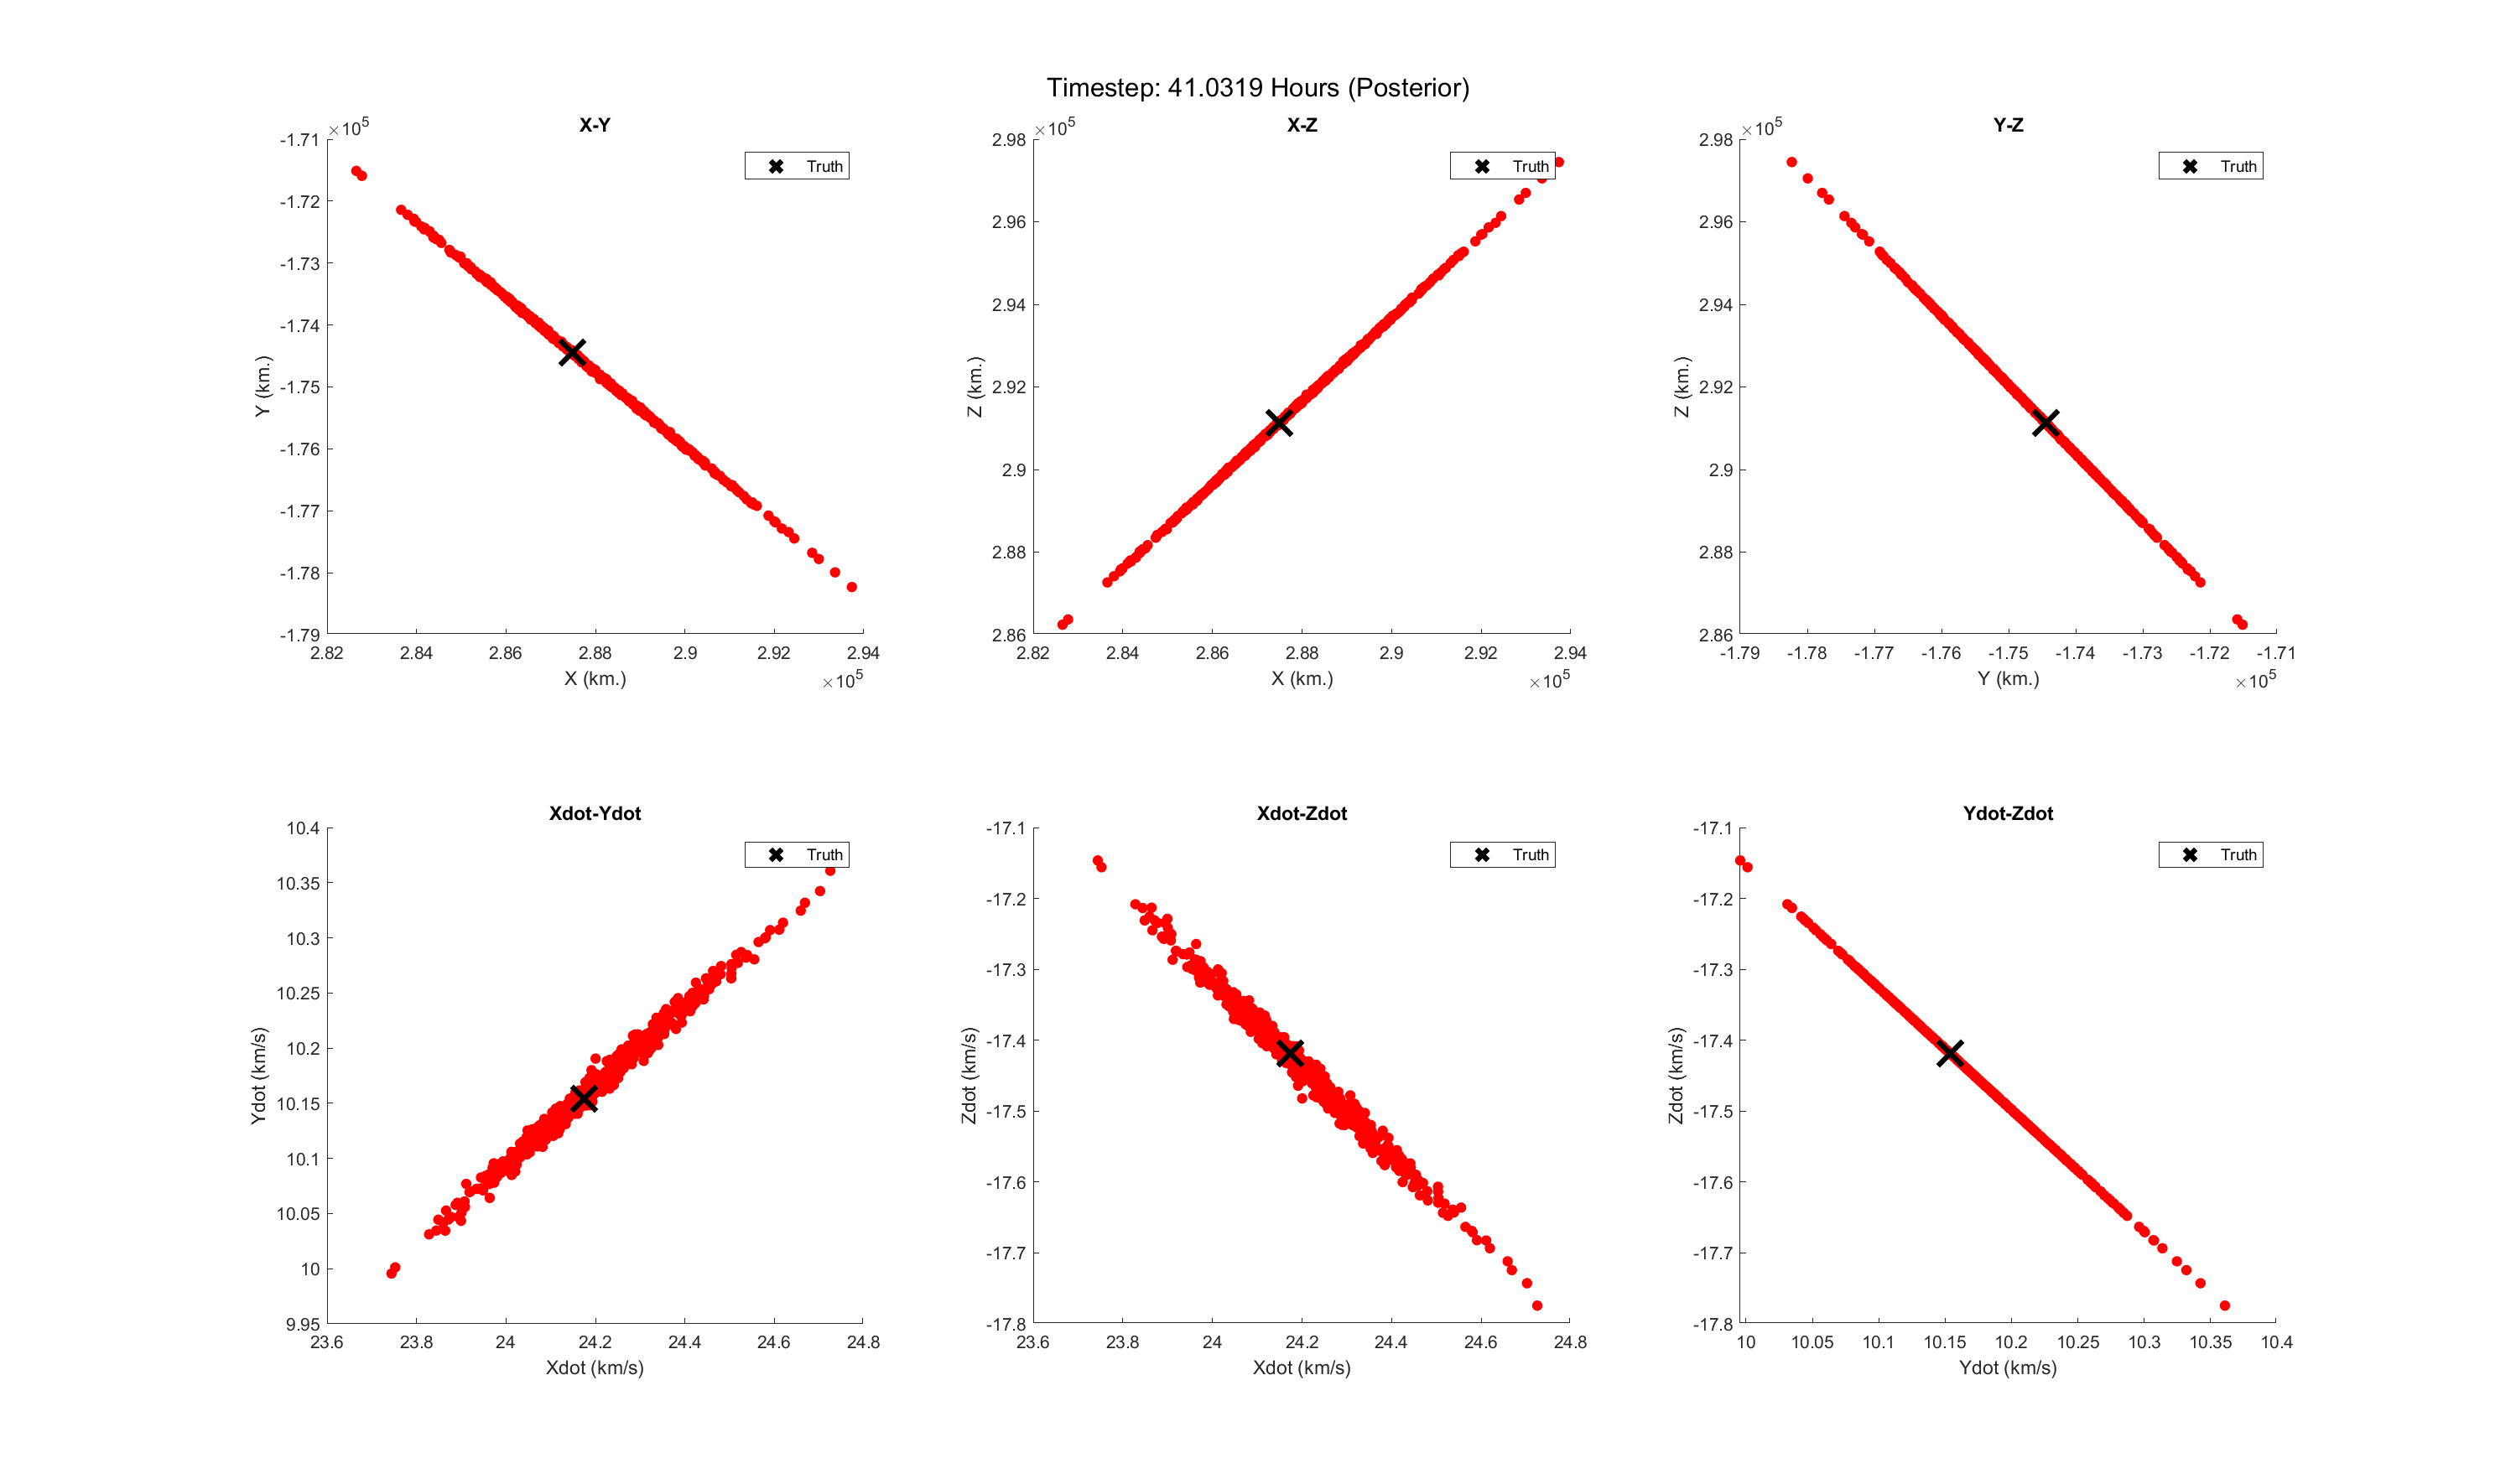 Timestep: 41.0319 Hours (Posterior)
X-Y
×10^5
-1.71
-1.72
-1.73
-1.74
-1.75
-1.76
-1.77
-1.78
-1.79
Y (km.)
Truth
2.82 2.84 2.86 2.88 2.9 2.92 2.94
X (km.)
×10^5
X-Z
×10^5
2.98
2.96
2.94
2.92
2.9
2.88
2.86
Z (km.)
Truth
2.82 2.84 2.86 2.88 2.9 2.92 2.94
X (km.)
×10^5
Y-Z
×10^5
2.98
2.96
2.94
2.92
2.9
2.88
2.86
Z (km.)
Truth
-1.79 -1.78 -1.77 -1.76 -1.75 -1.74 -1.73 -1.72 -1.71
Y (km.)
×10^5
Xdot-Ydot
10.4
10.35
10.3
10.25
10.2
10.15
10.1
10.05
10
9.95
Ydot (km/s)
Truth
23.6 23.8 24 24.2 24.4 24.6 24.8
Xdot (km/s)
Xdot-Zdot
-17.1
-17.2
-17.3
-17.4
-17.5
-17.6
-17.7
-17.8
Zdot (km/s)
Truth
23.6 23.8 24 24.2 24.4 24.6 24.8
Xdot (km/s)
Ydot-Zdot
-17.1
-17.2
-17.3
-17.4
-17.5
-17.6
-17.7
-17.8
Zdot (km/s)
Truth
10 10.05 10.1 10.15 10.2 10.25 10.3 10.35 10.4
Ydot (km/s)